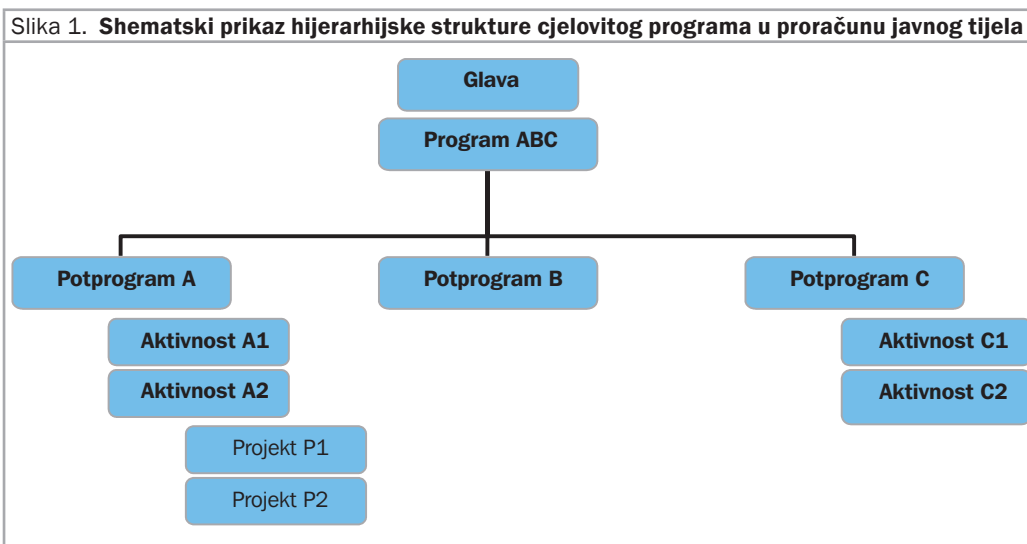 Slika 1. Shematski prikaz hijerarhijske strukture cjelovitog programa u proračunu javnog tijela
Glava
Program ABC
Potprogram A
Potprogram B
Potprogram C
Aktivnost A1
Aktivnost C1
Aktivnost A2
Aktivnost C2
Projekt P1
Projekt P2